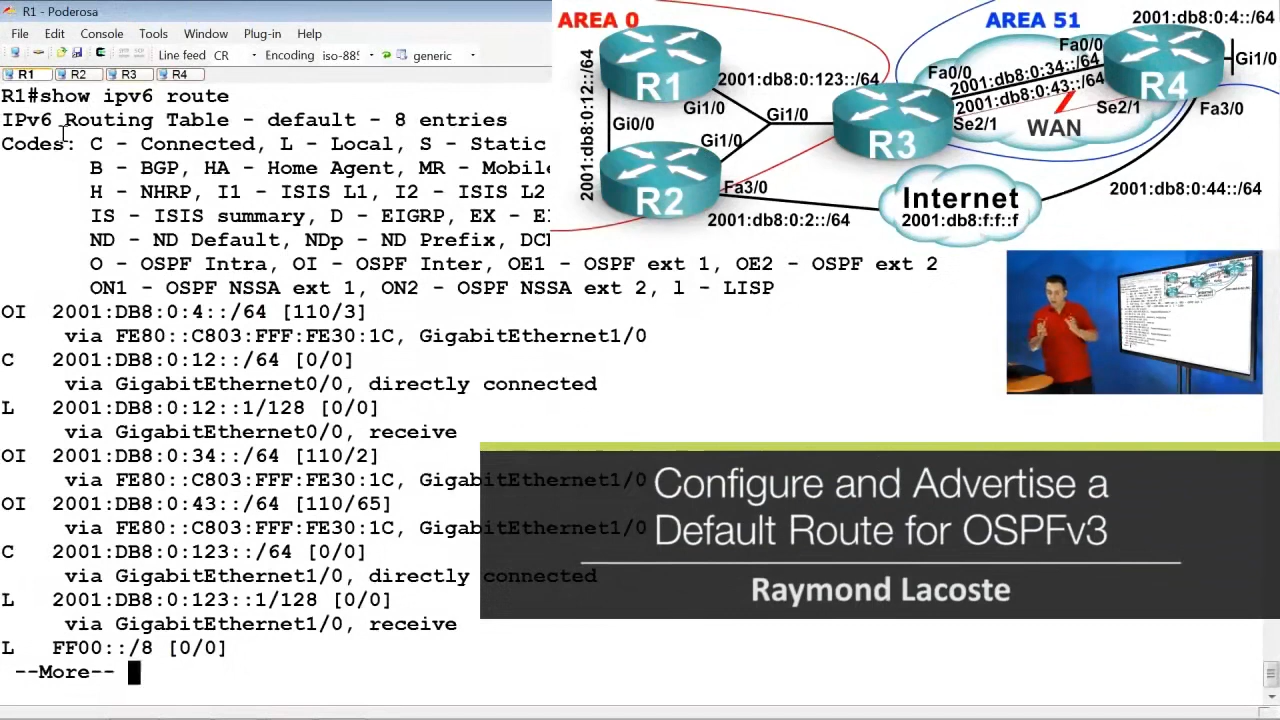 R1 - Poderosa
File Edit Console Tools Window Plug-in Help
Line feed CR Encoding iso-88 generic
R1 R2 R3 R4
R1#show ipv6 route
IPv6 Routing Table - default - 8 entries
Codes: C - Connected, L - Local, S - Static
B - BGP, HA - Home Agent, MR - Mobile
H - NHRP, I1 - ISIS L1, I2 - ISIS L2
IS - ISIS summary, D - EIGRP, EX - EI
ND - ND Default, NDp - ND Prefix, DCE
O - OSPF Intra, OI - OSPF Inter, OE1 - OSPF ext 1, OE2 - OSPF ext 2
ON1 - OSPF NSSA ext 1, ON2 - OSPF NSSA ext 2, l - LISP
OI 2001:DB8:0:4::/64 [110/3]
via FE80::C803:FFF:FE30:1C, GigabitEthernet1/0
C 2001:DB8:0:12::/64 [0/0]
via GigabitEthernet0/0, directly connected
L 2001:DB8:0:12::1/128 [0/0]
via GigabitEthernet0/0, receive
OI 2001:DB8:0:34::/64 [110/2]
via FE80::C803:FFF:FE30:1C, GigabitEthernet1/0
OI 2001:DB8:0:43::/64 [110/65]
via FE80::C803:FFF:FE30:1C, GigabitEthernet1/0
C 2001:DB8:0:123::/64 [0/0]
via GigabitEthernet1/0, directly connected
L 2001:DB8:0:123::1/128 [0/0]
via GigabitEthernet1/0, receive
L FF00::/8 [0/0]
--More--
AREA 0
AREA 51
2001:db8:0:4::/64
R1
2001:db8:0:123::/64
Gi1/0
Gi0/0
2001:db8:0:12::/64
Gi1/0
Gi1/0
R2
Fa3/0
2001:db8:0:2::/64
R3
Fa0/0
Fa0/0
2001:db8:0:34::/64
2001:db8:0:43::/64
Se2/1
Se2/1
WAN
R4
Gi1/0
Fa3/0
2001:db8:0:44::/64
Internet
2001:db8:f:f::f
Configure and Advertise a
Default Route for OSPFv3
Raymond Lacoste